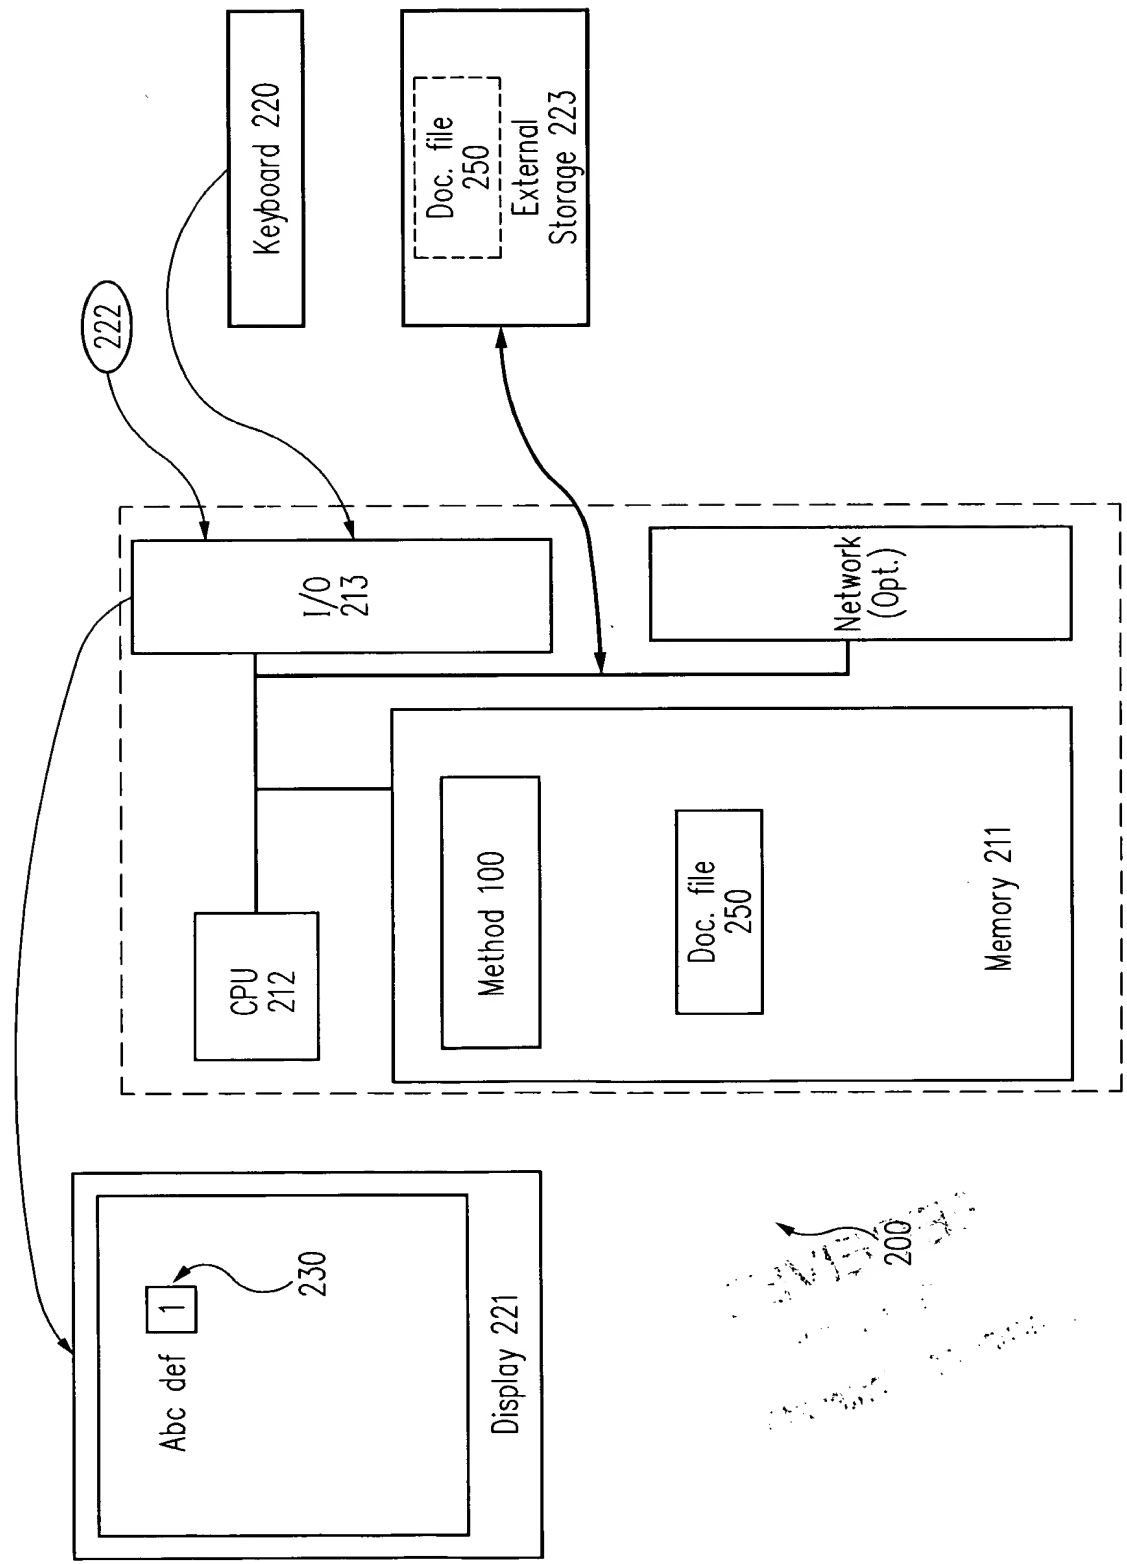 Abc def 1
230
Display 221
CPU
212
Method 100
Doc. file
250
Memory 211
I/O
213
Network
(Opt.)
222
Keyboard 220
Doc. file
250
External
Storage 223
200